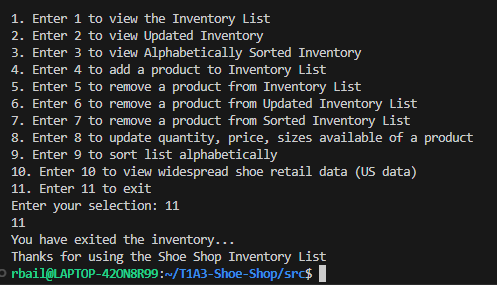 1. Enter 1 to view the Inventory List
2. Enter 2 to view Updated Inventory
3. Enter 3 to view Alphabetically Sorted Inventory
4. Enter 4 to add a product to Inventory List
5. Enter 5 to remove a product from Inventory List
6. Enter 6 to remove a product from Updated Inventory List
7. Enter 7 to remove a product from Sorted Inventory List
8. Enter 8 to update quantity, price, sizes available of a product
9. Enter 9 to sort list alphabetically
10. Enter 10 to view widespread shoe retail data (US data)
11. Enter 11 to exit
Enter your selection: 11
11
You have exited the inventory...
Thanks for using the Shoe Shop Inventory List
rbail@LAPTOP-42ON8R99:~/T1A3-Shoe-Shop/src$